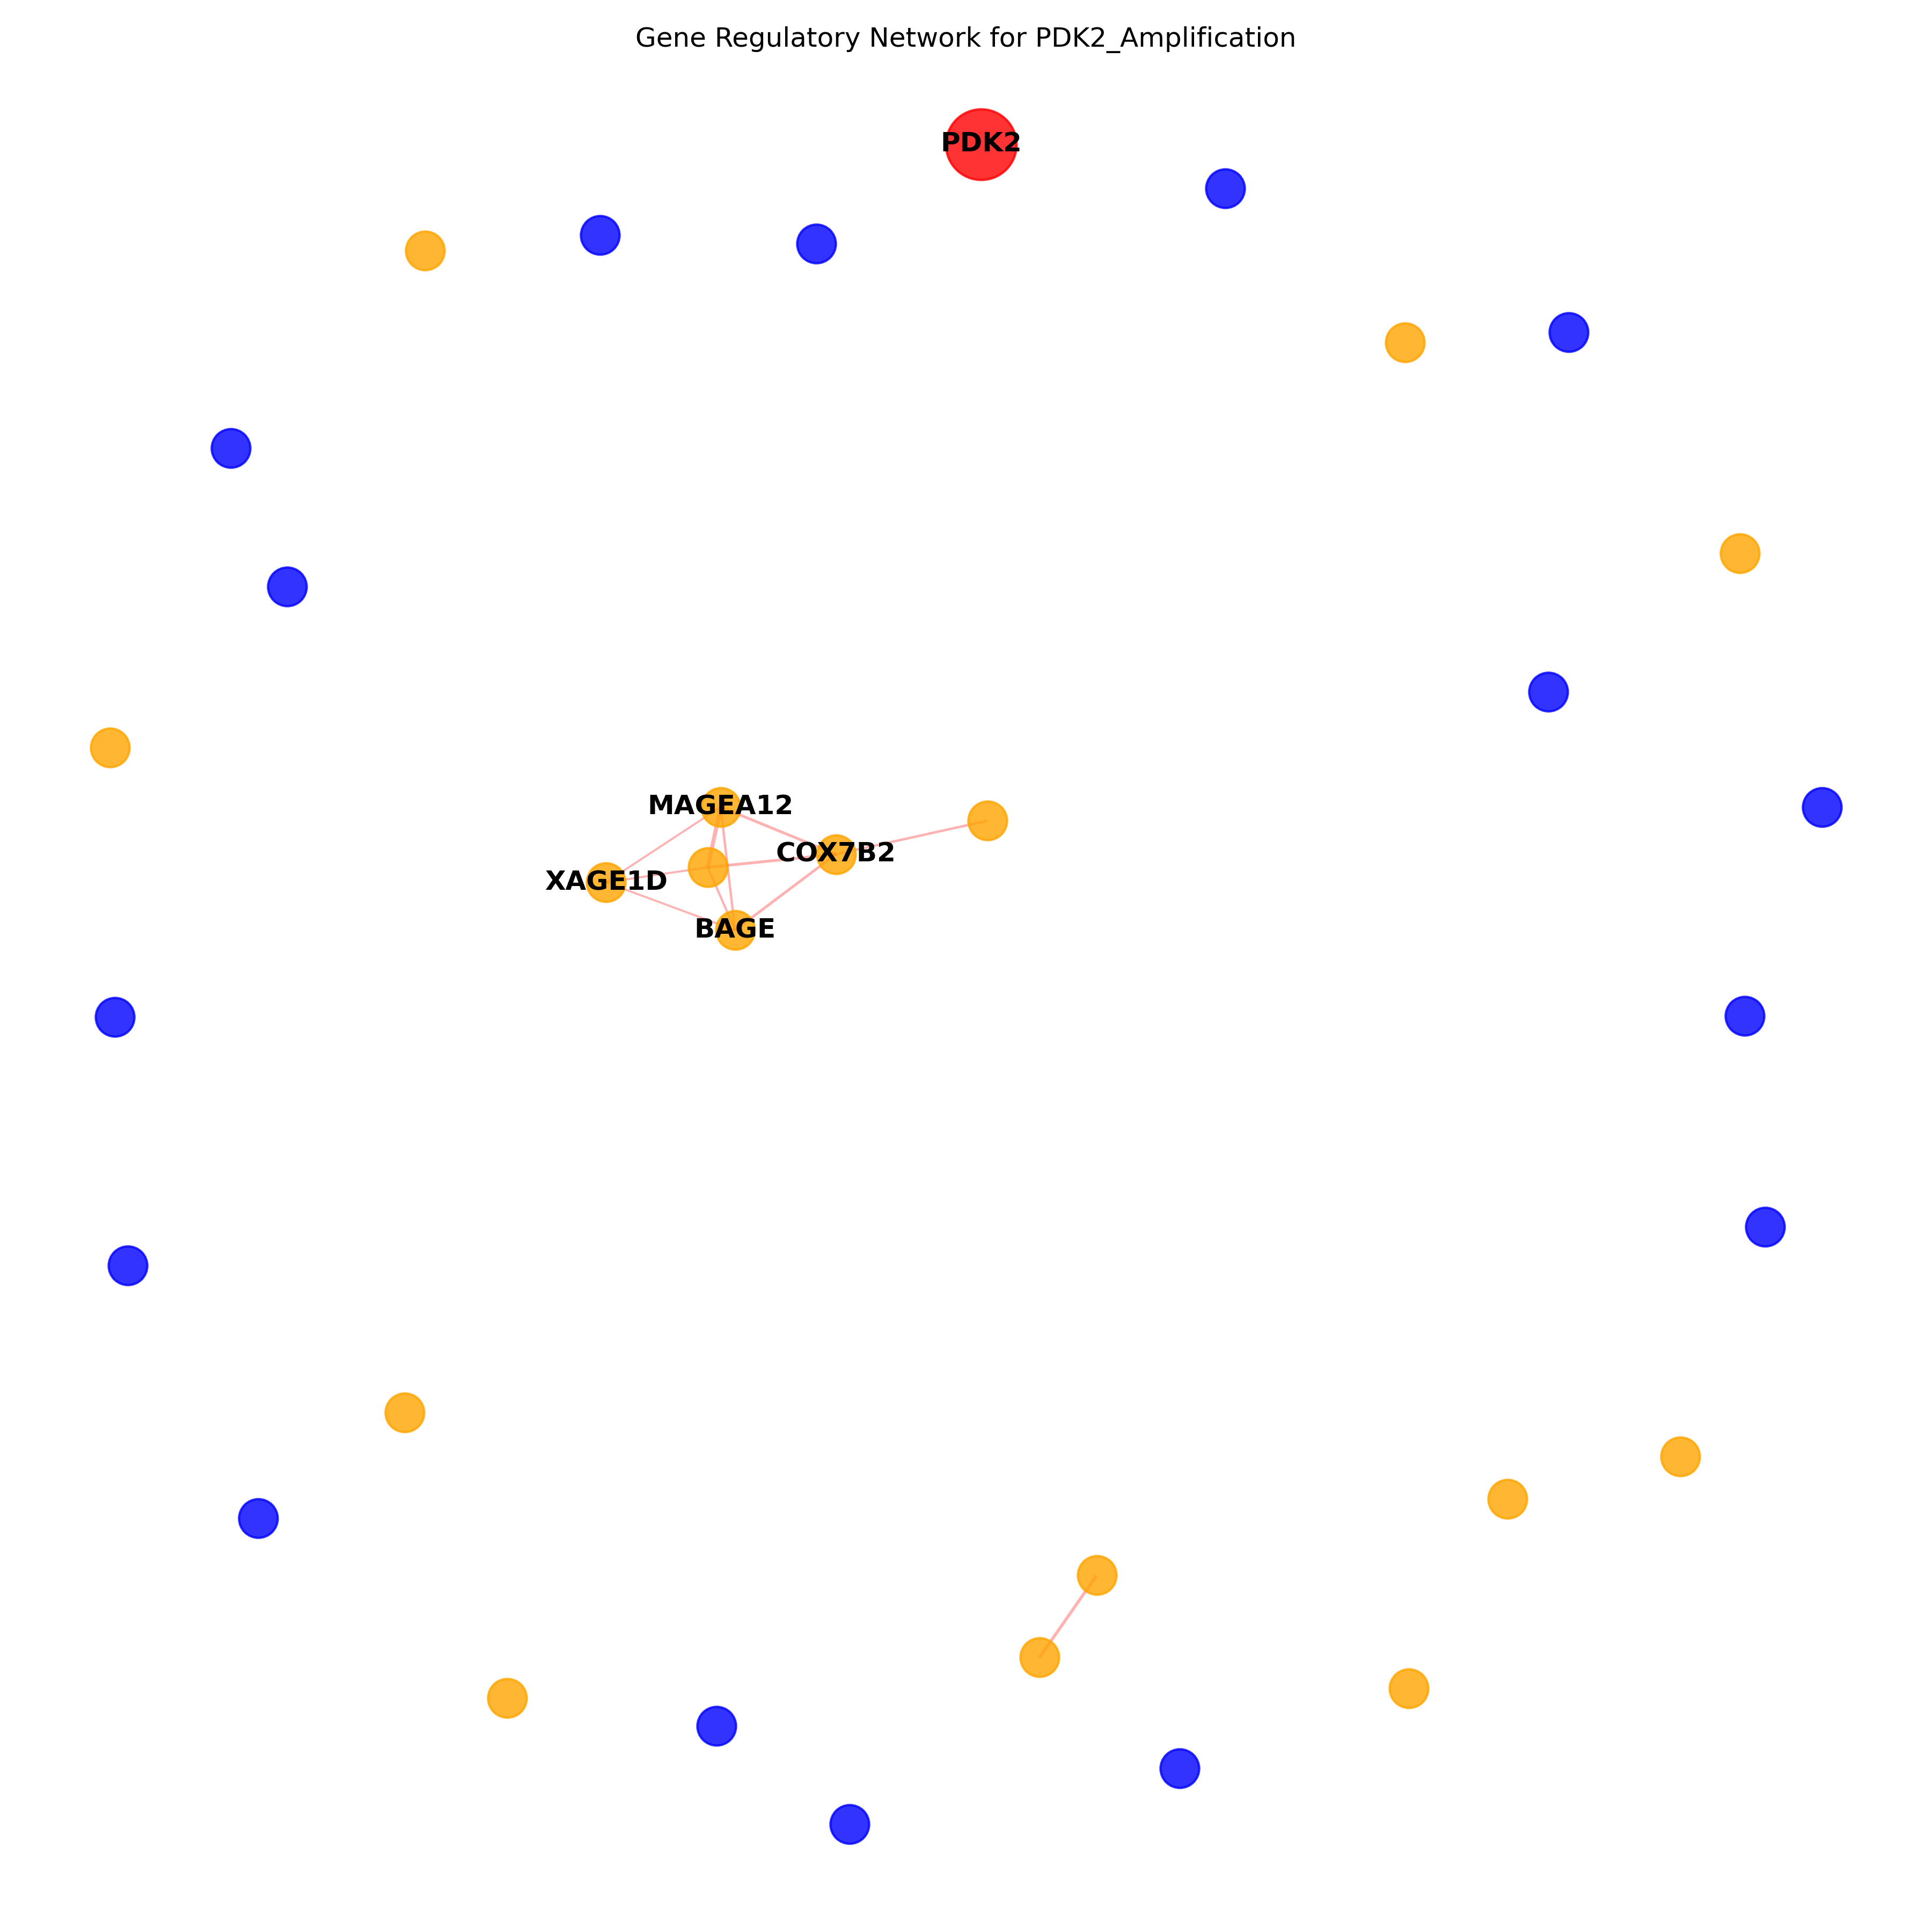 Gene Regulatory Network for PDK2_Amplification
PDK2
MAGEA12
COX7B2
XAGE1D
BAGE